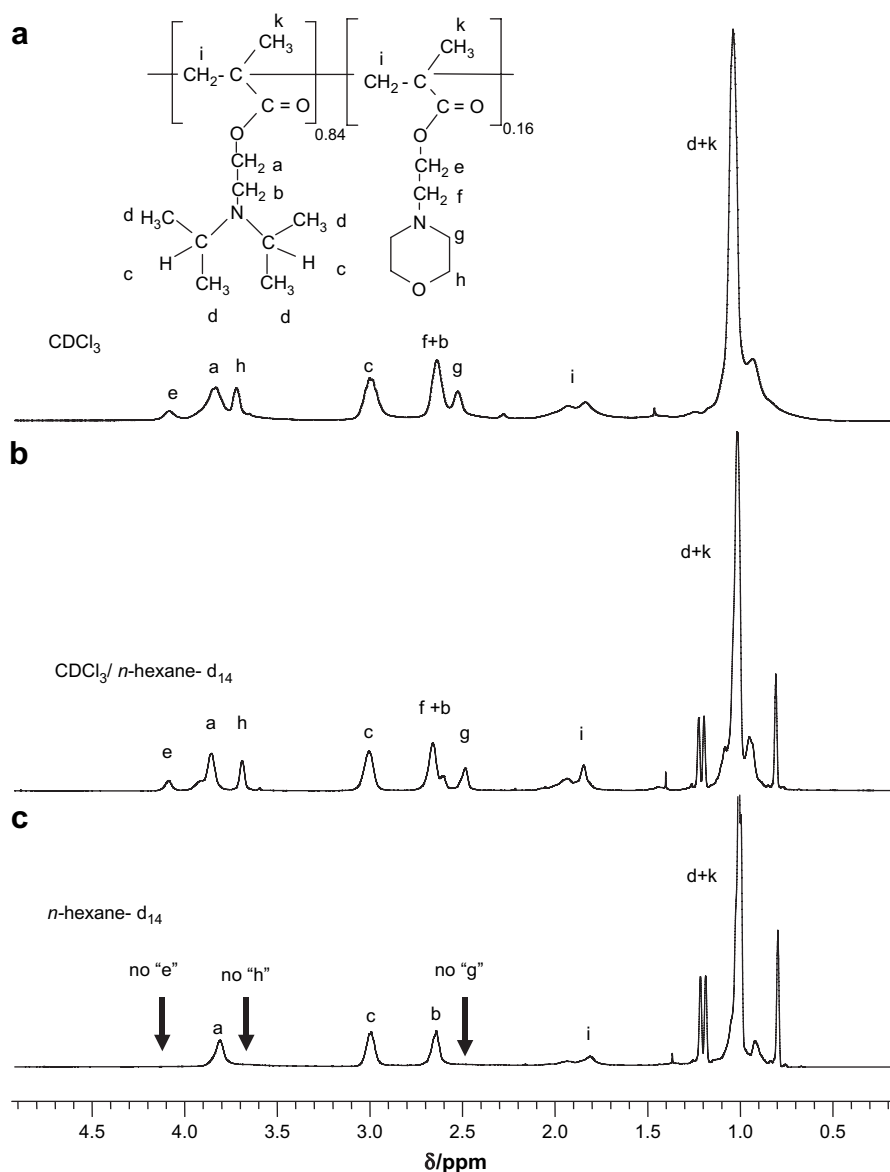 a
k k
CH3 CH3
i i
CH2- C CH2 - C
C = O C = O
0.84 0.16
O O
CH2 a CH2 e
CH2 b CH2 f
d H3C N CH3 d N g
H C C H
c CH3 CH3 c O h
d d
d+k
CDCl3
e a h c f+b g i
b
d+k
CDCl3/ n-hexane- d14
e a h c f +b g i
c
d+k
n-hexane- d14
no “e” no “h” no “g”
a c b i
4.5 4.0 3.5 3.0 2.5 2.0 1.5 1.0 0.5
δ/ppm